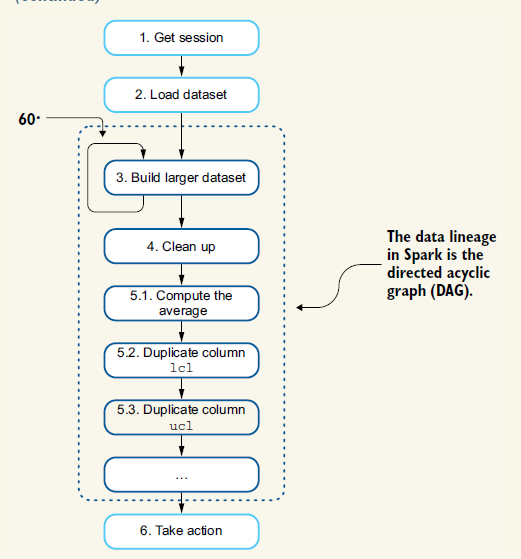 (continued)
1. Get session
2. Load dataset
60·
3. Build larger dataset
4. Clean up
The data lineage
in Spark is the
directed acyclic
graph (DAG).
5.1. Compute the
average
5.2. Duplicate column
lcl
5.3. Duplicate column
ucl
...
6. Take action